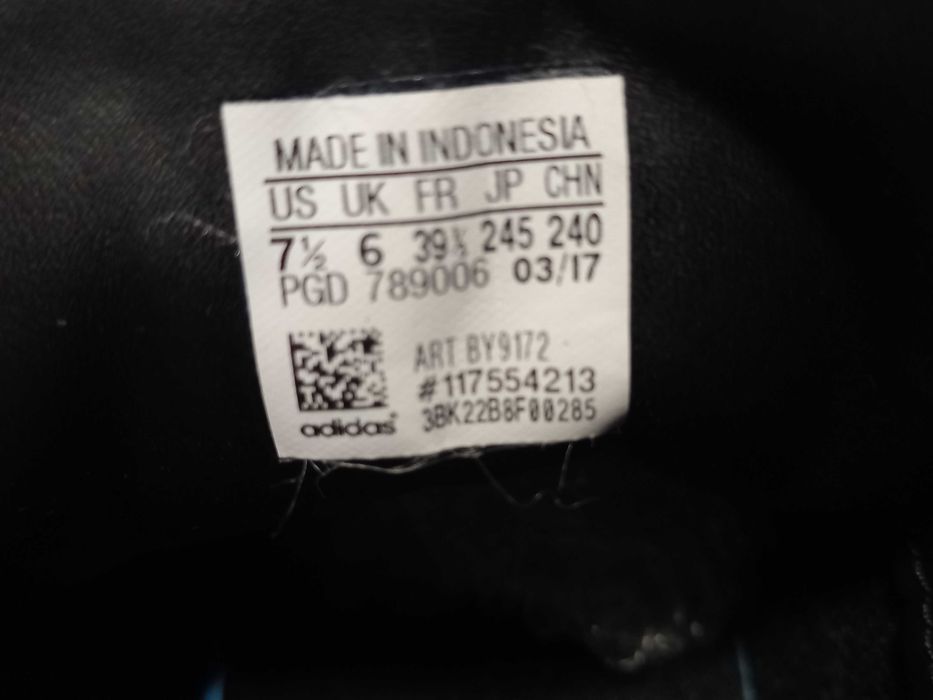 MADE IN INDONESIA
US UK FR JP CHN
7½ 6 39⅓ 245 240
PGD 789006 03/17
ART BY9172
#117554213
3BK22B8F00285
adidas